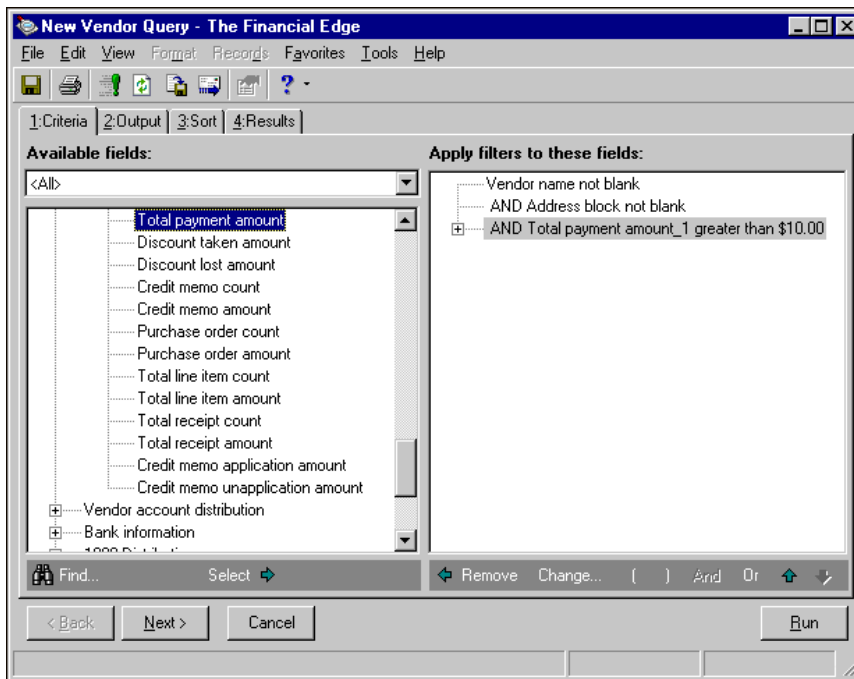 New Vendor Query - The Financial Edge
File Edit View Format Records Favorites Tools Help
1:Criteria 2:Output 3:Sort 4:Results
Available fields:
<All>
Total payment amount
Discount taken amount
Discount lost amount
Credit memo count
Credit memo amount
Purchase order count
Purchase order amount
Total line item count
Total line item amount
Total receipt count
Total receipt amount
Credit memo application amount
Credit memo unapplication amount
Vendor account distribution
Bank information
Find... Select
Apply filters to these fields:
Vendor name not blank
AND Address block not blank
AND Total payment amount_1 greater than $10.00
Remove Change... ( ) And Or
< Back Next > Cancel Run